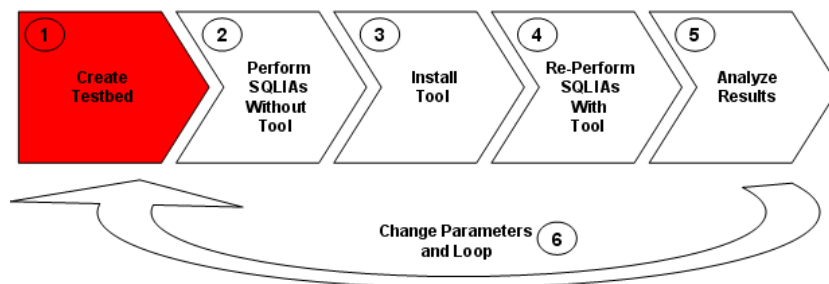 1
Create
Testbed
2
Perform
SQLIAs
Without
Tool
3
Install
Tool
4
Re-Perform
SQLIAs
With
Tool
5
Analyze
Results
Change Parameters
and Loop
6